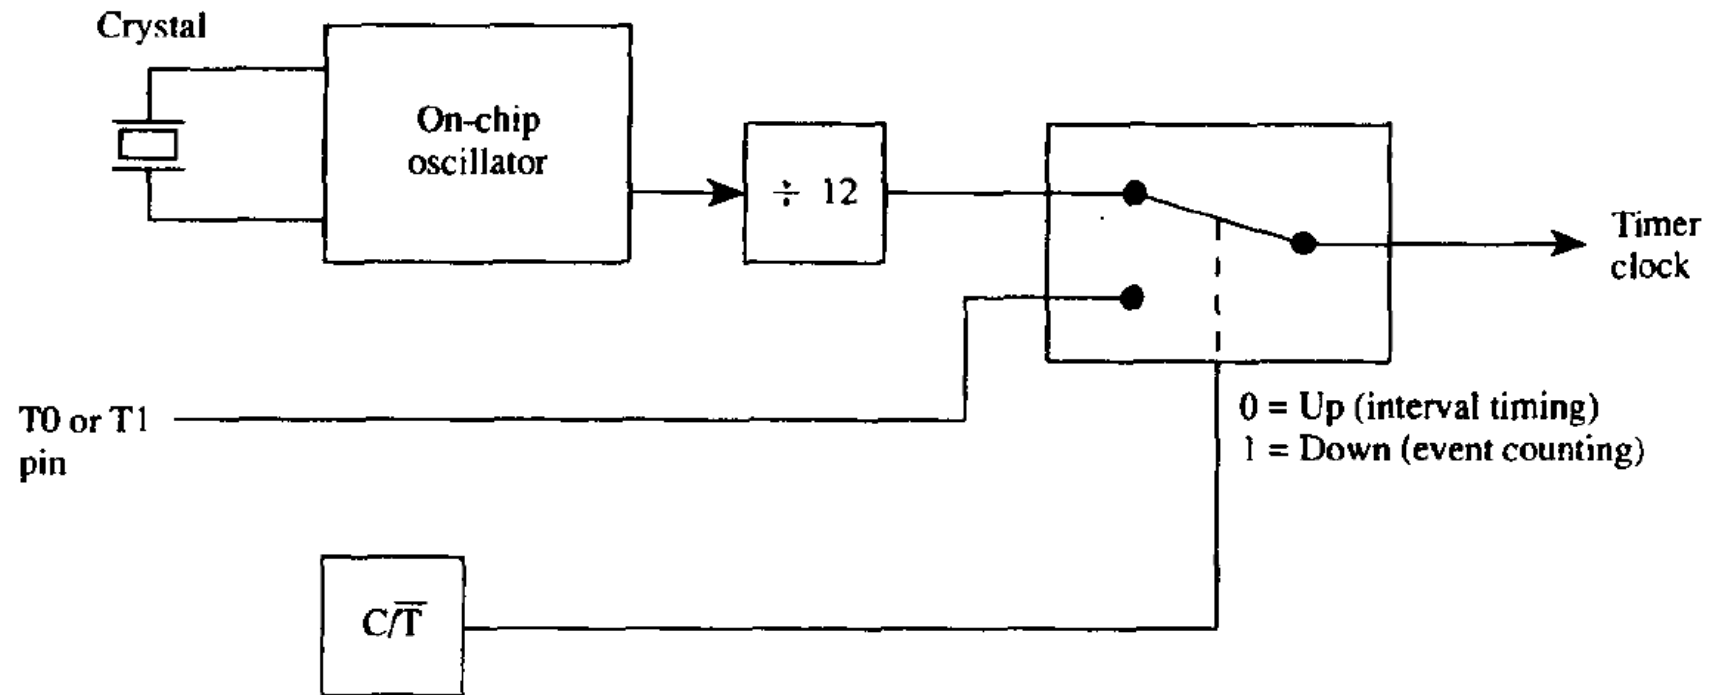 Crystal
On-chip
oscillator
÷ 12
Timer
clock
T0 or T1
pin
0 = Up (interval timing)
1 = Down (event counting)
C/T̅